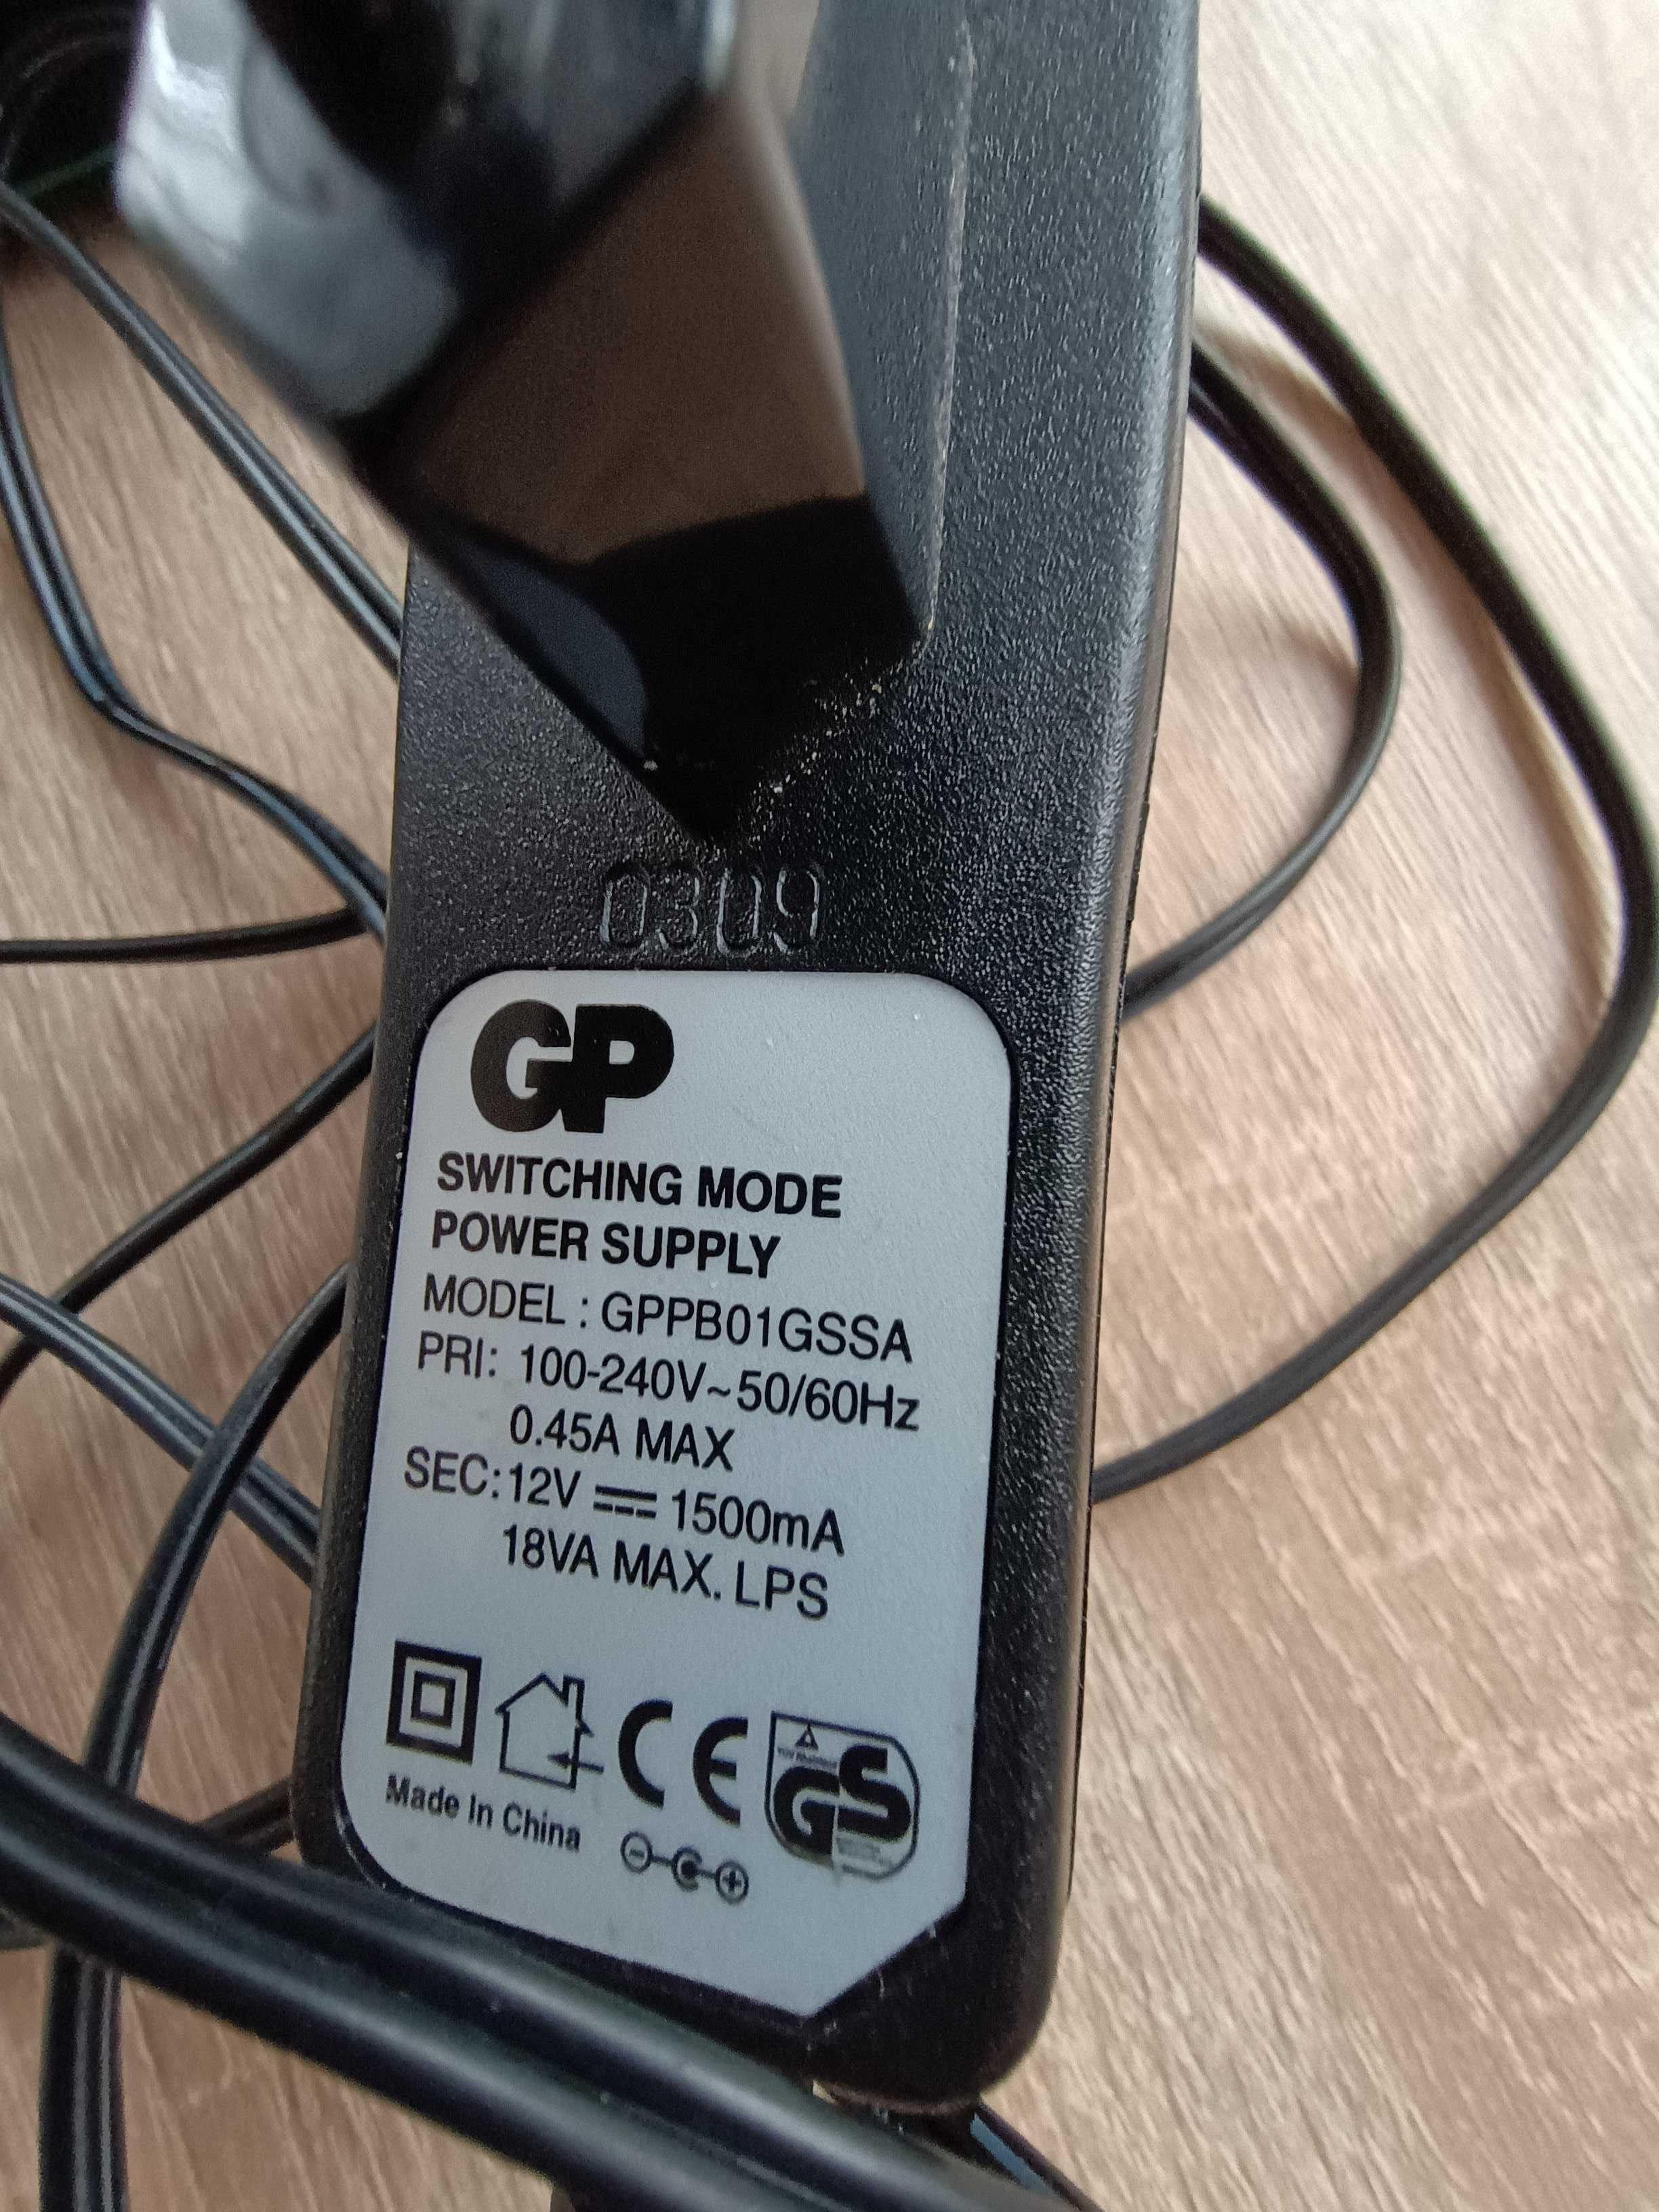 0309
GP
SWITCHING MODE
POWER SUPPLY
MODEL : GPPB01GSSA
PRI: 100-240V~50/60Hz
0.45A MAX
SEC:12V ⎓ 1500mA
18VA MAX. LPS
CE
GS
Made In China